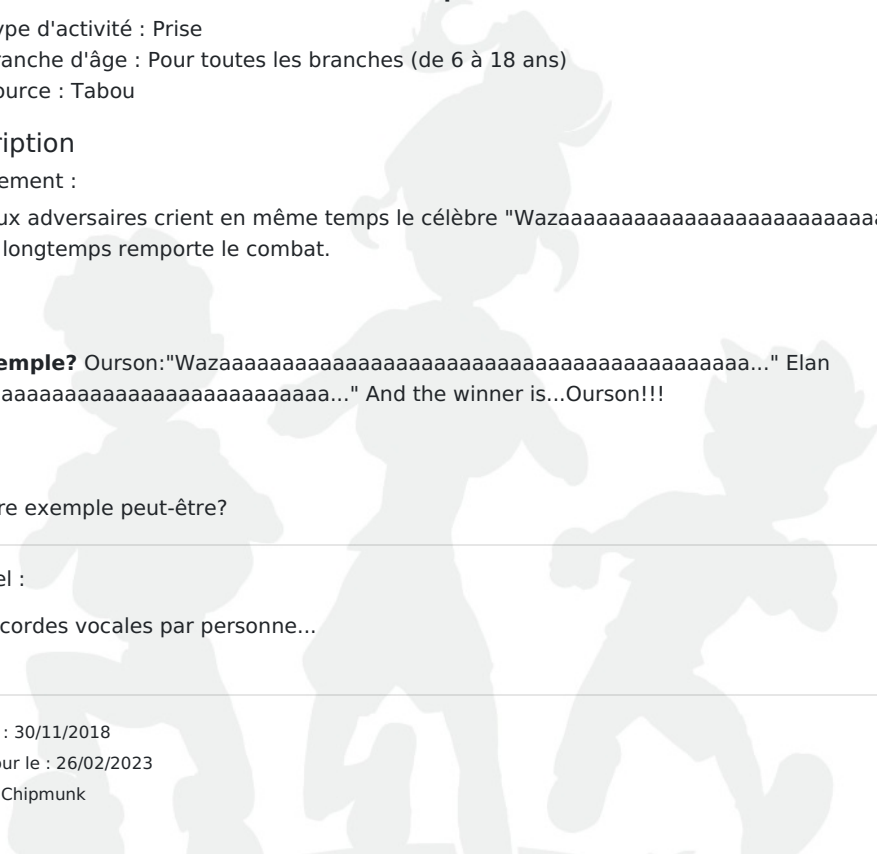 ype d'activité : Prise
ranche d'âge : Pour toutes les branches (de 6 à 18 ans)
ource : Tabou
ription
ement :
ux adversaires crient en même temps le célèbre "Wazaaaaaaaaaaaaaaaaaaaaaaaaaa
longtemps remporte le combat.
emple? Ourson:"Wazaaaaaaaaaaaaaaaaaaaaaaaaaaaaaaaaaaaaaaaaaa..." Elan
aaaaaaaaaaaaaaaaaaaaaaaaaa..." And the winner is...Ourson!!!
re exemple peut-être?
el :
cordes vocales par personne...
: 30/11/2018
our le : 26/02/2023
Chipmunk